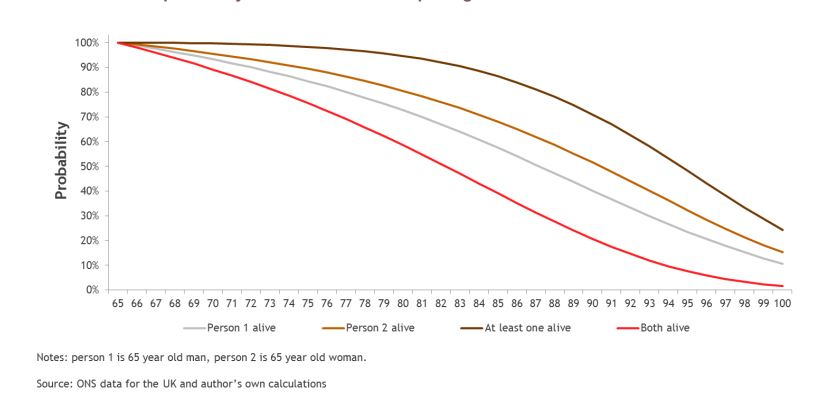 100%
90%
80%
70%
60%
50%
40%
30%
20%
10%
0%
Probability
65 66 67 68 69 70 71 72 73 74 75 76 77 78 79 80 81 82 83 84 85 86 87 88 89 90 91 92 93 94 95 96 97 98 99 100
Person 1 alive Person 2 alive At least one alive Both alive
Notes: person 1 is 65 year old man, person 2 is 65 year old woman.
Source: ONS data for the UK and author's own calculations